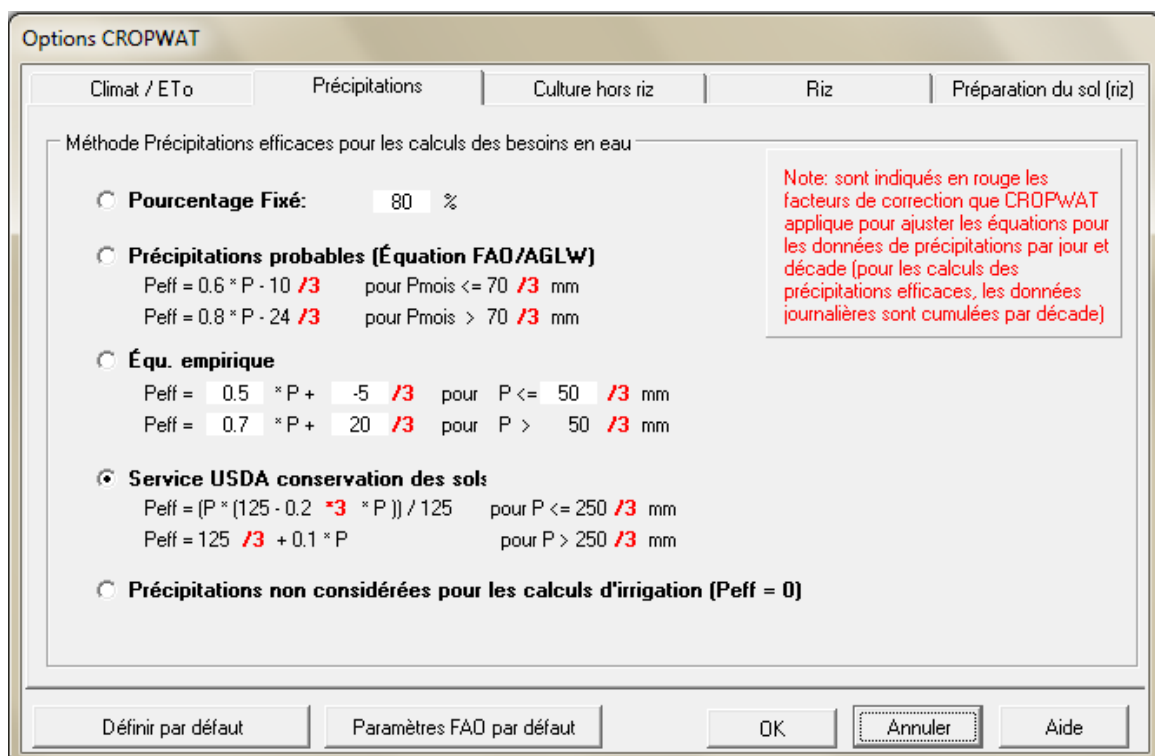 Options CROPWAT
Climat / ETo
Précipitations
Culture hors riz
Riz
Préparation du sol (riz)
Méthode Précipitations efficaces pour les calculs des besoins en eau
Note: sont indiqués en rouge les
facteurs de correction que CROPWAT
applique pour ajuster les équations pour
les données de précipitations par jour et
décade (pour les calculs des
précipitations efficaces, les données
journalières sont cumulées par décade)
Pourcentage Fixé: 80 %
Précipitations probables (Équation FAO/AGLW)
Peff = 0.6 * P - 10 /3 pour Pmois <= 70 /3 mm
Peff = 0.8 * P - 24 /3 pour Pmois > 70 /3 mm
Équ. empirique
Peff = 0.5 * P + -5 /3 pour P <= 50 /3 mm
Peff = 0.7 * P + 20 /3 pour P > 50 /3 mm
Service USDA conservation des sols
Peff = (P * (125 - 0.2 *3 * P )) / 125 pour P <= 250 /3 mm
Peff = 125 /3 + 0.1 * P pour P > 250 /3 mm
Précipitations non considérées pour les calculs d'irrigation (Peff = 0)
Définir par défaut
Paramètres FAO par défaut
OK
Annuler
Aide